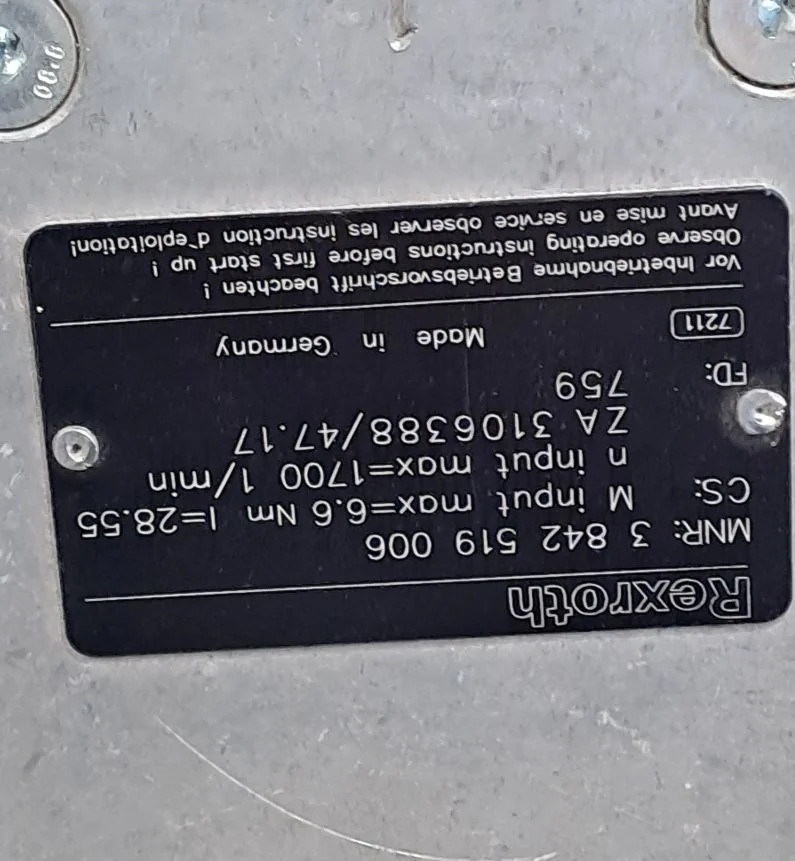 Rexroth
MNR: 3 842 519 006
CS: M input max=6.6 Nm I=28.55
n input max=1700 1/min
ZA 3106388/47.17
FD: 759
7211 Made in Germany
Vor Inbetriebnahme Betriebsvorschrift beachten !
Observe operating instructions before first start up !
Avant mise en service observer les instruction d'eploitation!
8.80